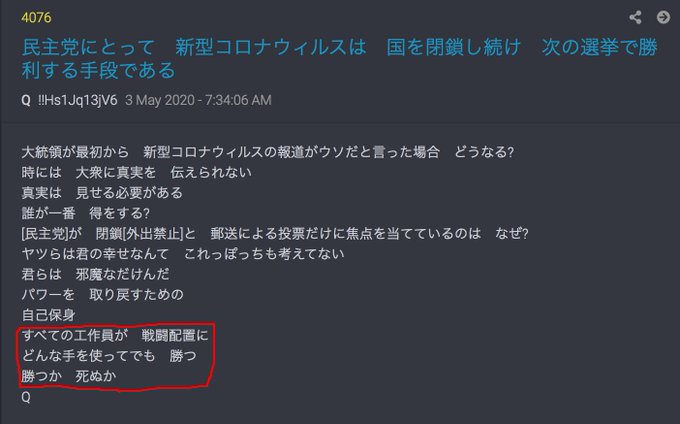 4076
民主党にとって　新型コロナウィルスは　国を閉鎖し続け　次の選挙で勝
利する手段である
Q !!Hs1Jq13jV6 3 May 2020 - 7:34:06 AM
大統領が最初から　新型コロナウィルスの報道がウソだと言った場合　どうなる?
時には　大衆に真実を　伝えられない
真実は　見せる必要がある
誰が一番　得をする?
[民主党]が　閉鎖[外出禁止]と　郵送による投票だけに焦点を当てているのは　なぜ?
ヤツらは君の幸せなんて　これっぽっちも考えてない
君らは　邪魔なだけんだ
パワーを　取り戻すための
自己保身
すべての工作員が　戦闘配置に
どんな手を使ってでも　勝つ
勝つか　死ぬか
Q